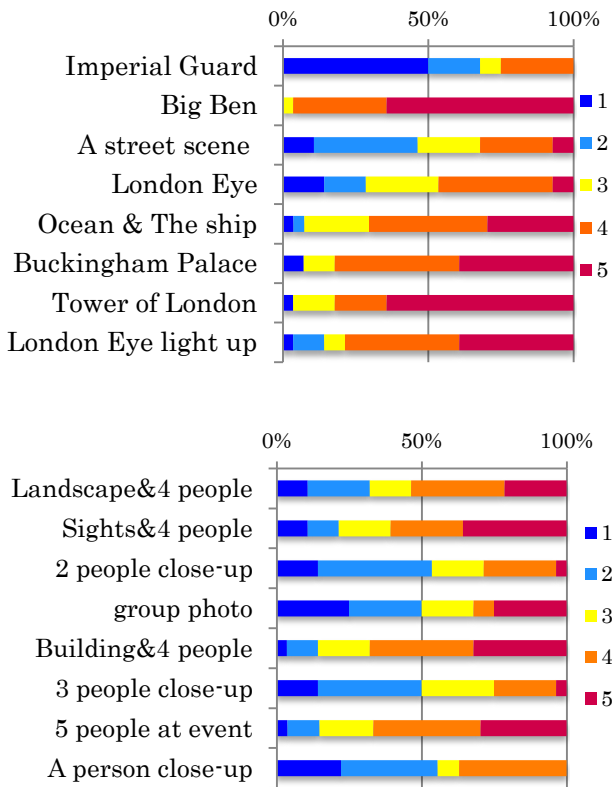 0% 50% 100%
Imperial Guard
Big Ben
1
A street scene
2
London Eye
3
Ocean & The ship
4
Buckingham Palace
5
Tower of London
London Eye light up
0% 50% 100%
Landscape&4 people
Sights&4 people
1
2 people close-up
2
group photo
3
Building&4 people
4
3 people close-up
5
5 people at event
A person close-up